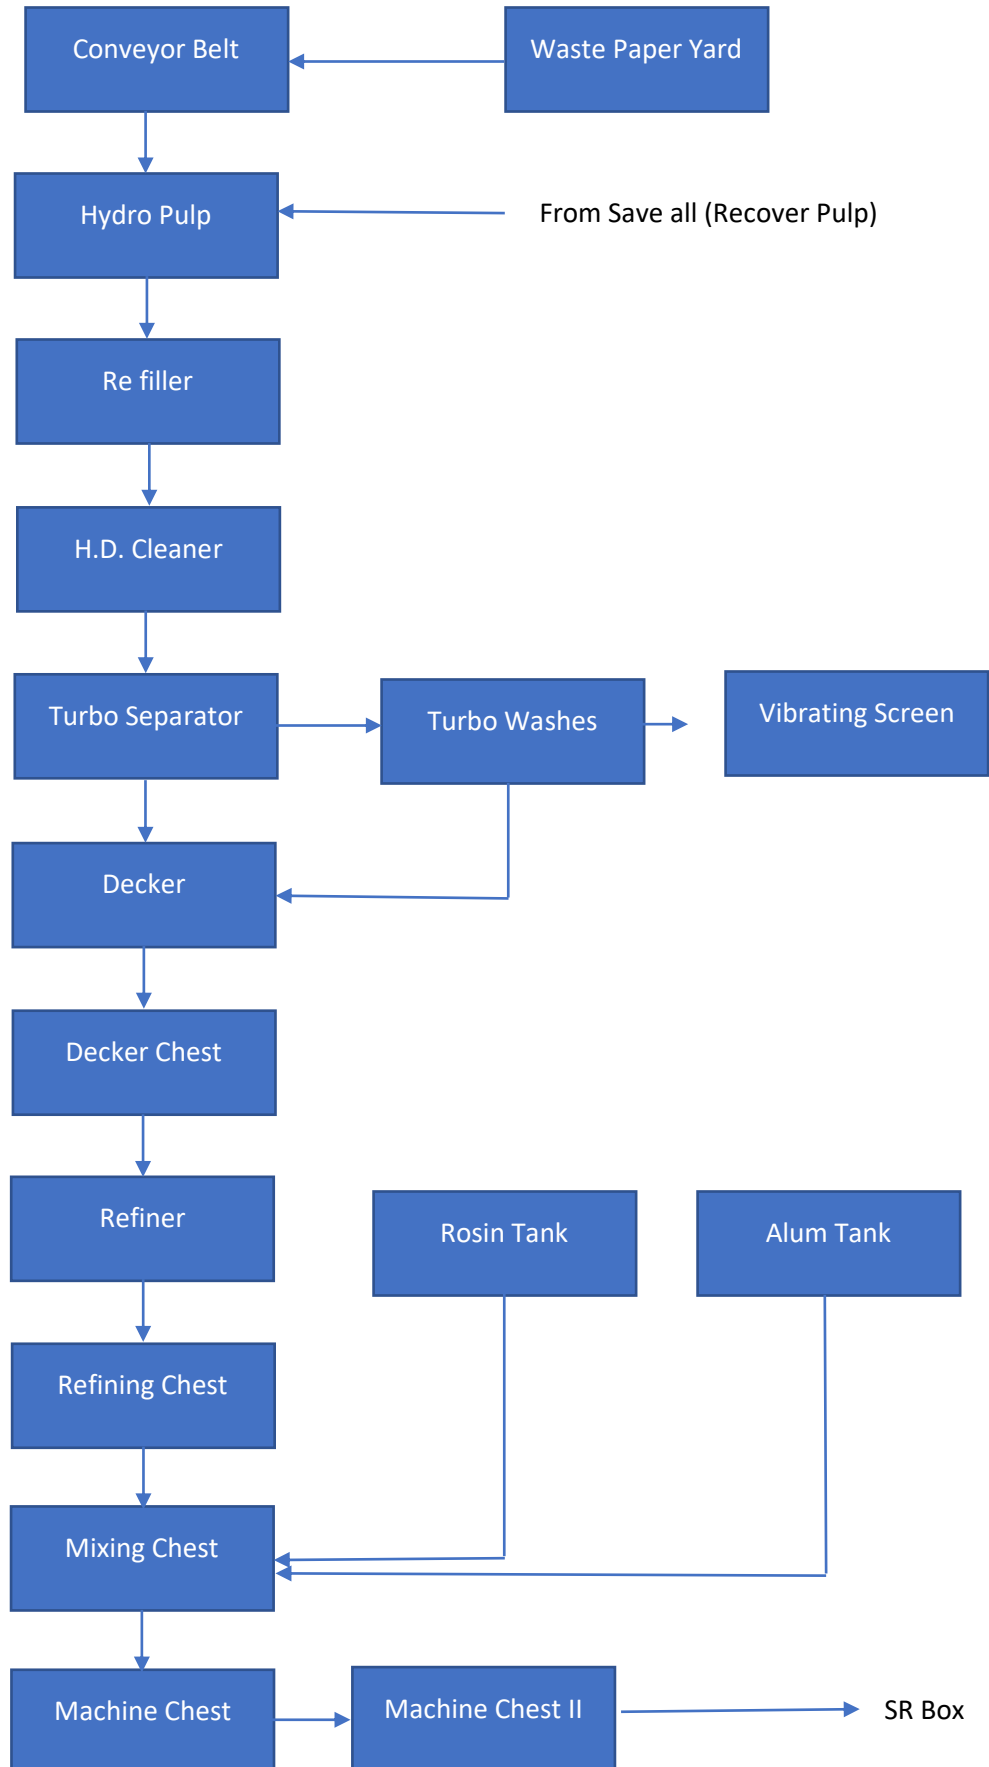 Conveyor Belt
Waste Paper Yard
Hydro Pulp
From Save all (Recover Pulp)
Re filler
H.D. Cleaner
Turbo Separator
Turbo Washes
Vibrating Screen
Decker
Decker Chest
Refiner
Rosin Tank
Alum Tank
Refining Chest
Mixing Chest
Machine Chest
Machine Chest II
SR Box